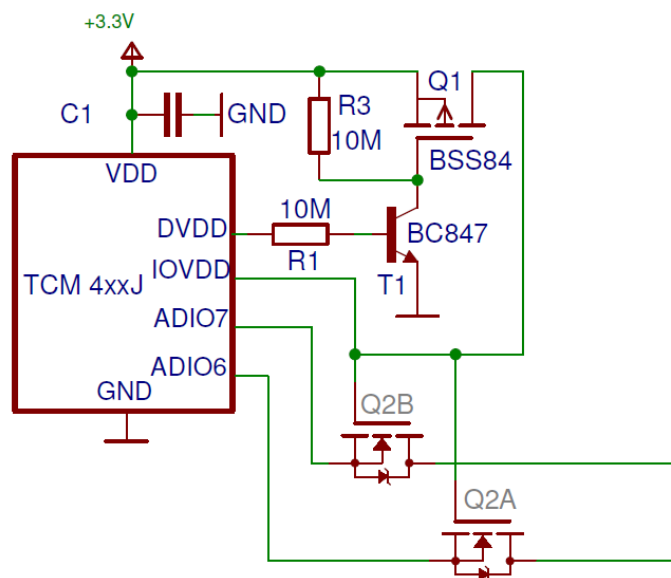 +3.3V
C1
GND
R3
10M
Q1
BSS84
VDD
DVDD
10M
R1
BC847
T1
IOVDD
TCM 4xxJ
ADIO7
ADIO6
GND
Q2B
Q2A